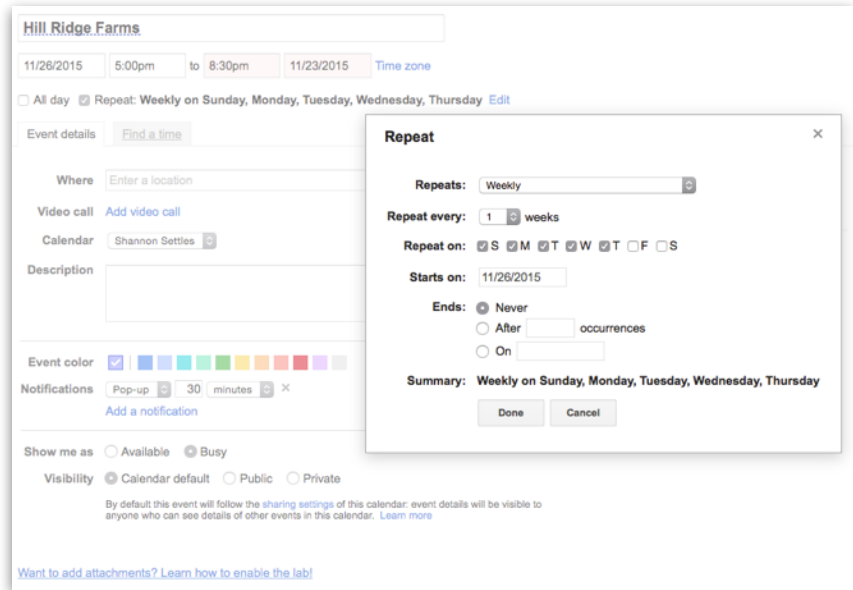 Hill Ridge Farms
11/26/2015 5:00pm to 8:30pm 11/23/2015 Time zone
All day Repeat: Weekly on Sunday, Monday, Tuesday, Wednesday, Thursday Edit
Event details Find a time
Where Enter a location
Video call Add video call
Calendar Shannon Settles
Description
Event color
Notifications Pop-up 30 minutes ×
Add a notification
Show me as Available Busy
Visibility Calendar default Public Private
By default this event will follow the sharing settings of this calendar: event details will be visible to
anyone who can see details of other events in this calendar. Learn more
Want to add attachments? Learn how to enable the lab!
Repeat ×
Repeats: Weekly
Repeat every: 1 weeks
Repeat on: S M T W T F S
Starts on: 11/26/2015
Ends: Never
After occurrences
On
Summary: Weekly on Sunday, Monday, Tuesday, Wednesday, Thursday
Done Cancel